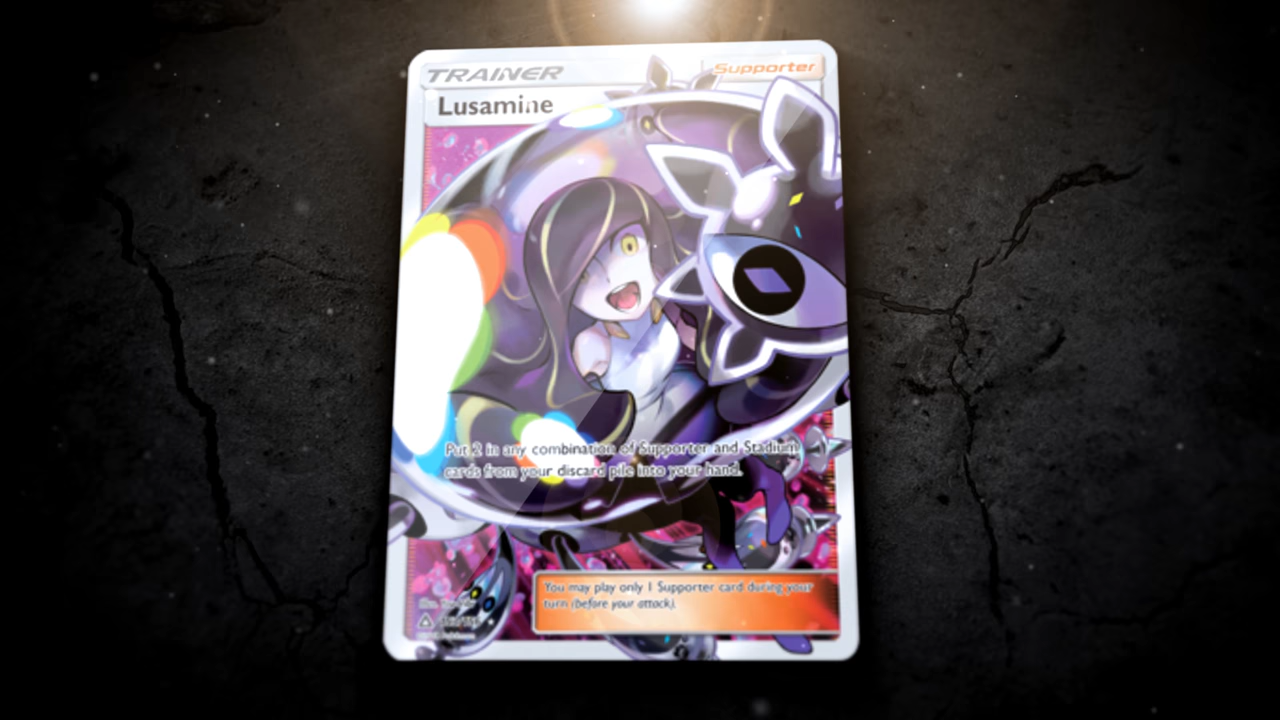 TRAINER
Supporter
Lusamine
Put 2 in any combination of Supporter and Stadium
cards from your discard pile into your hand.
You may play only 1 Supporter card during your
turn (before your attack).